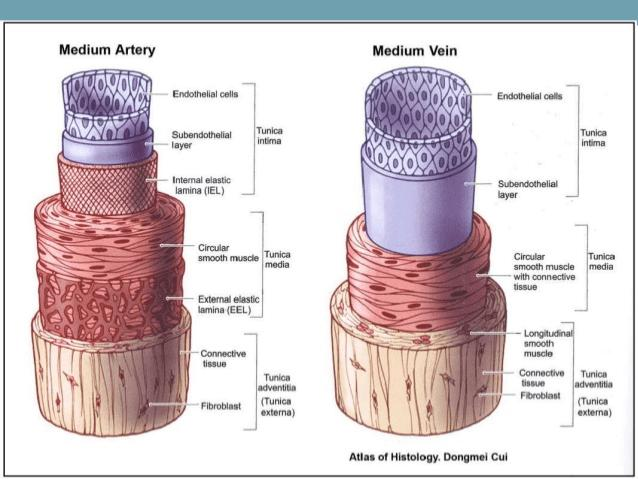 Medium Artery
Endothelial cells
Subendothelial
layer
Tunica
intima
Internal elastic
lamina (IEL)
Circular
smooth muscle
Tunica
media
External elastic
lamina (EEL)
Connective
tissue
Tunica
adventitia
(Tunica
externa)
Fibroblast
Medium Vein
Endothelial cells
Tunica
intima
Subendothelial
layer
Circular
smooth muscle
with connective
tissue
Tunica
media
Longitudinal
smooth
muscle
Connective
tissue
Fibroblast
Tunica
adventitia
(Tunica
externa)
Atlas of Histology. Dongmei Cui